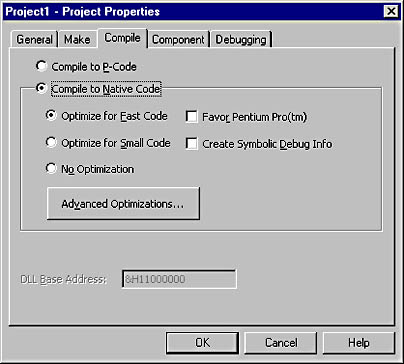 Project1 - Project Properties
General Make Compile Component Debugging
Compile to P-Code
Compile to Native Code
Optimize for Fast Code Favor Pentium Pro(tm)
Optimize for Small Code Create Symbolic Debug Info
No Optimization
Advanced Optimizations...
DLL Base Address: &H11000000
OK Cancel Help